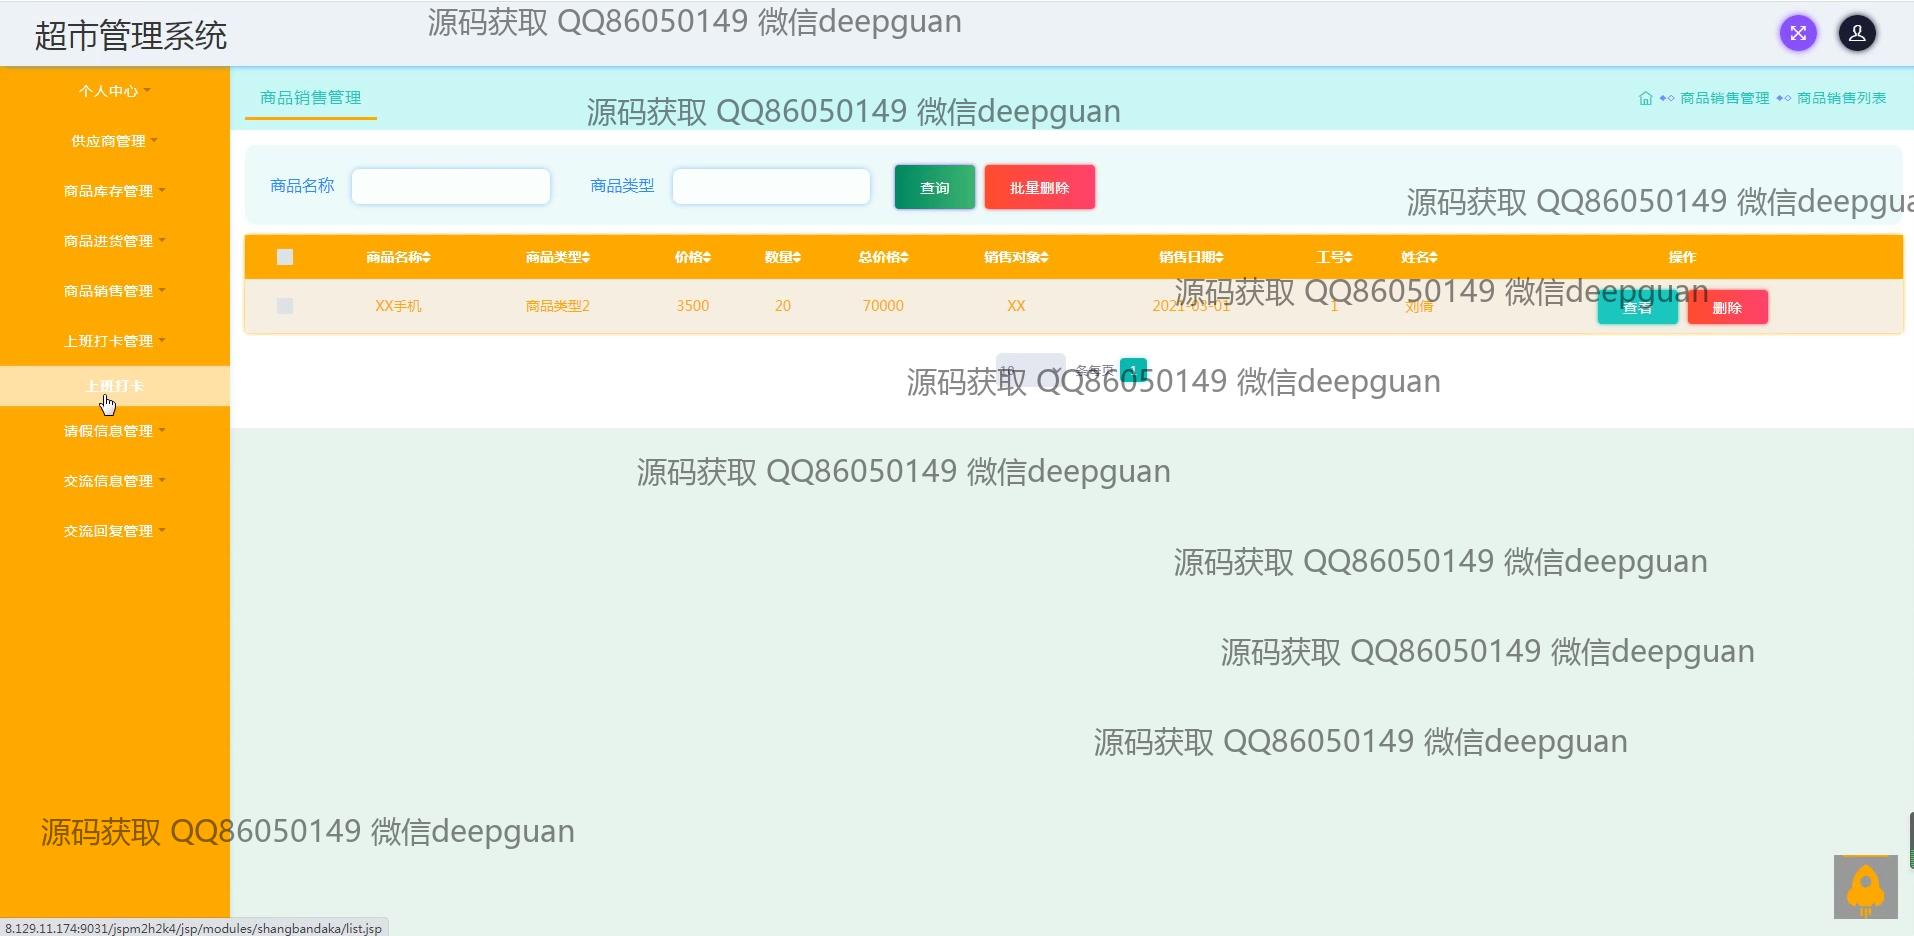 超市管理系统
源码获取 QQ86050149 微信deepguan
个人中心
供应商管理
商品库存管理
商品进货管理
商品销售管理
上班打卡管理
上班打卡
请假信息管理
交流信息管理
交流回复管理
商品销售管理
源码获取 QQ86050149 微信deepguan
商品销售管理 商品销售列表
商品名称 商品类型 查询 批量删除
源码获取 QQ86050149 微信deepgua
商品名称 商品类型 价格 数量 总价格 销售对象 销售日期 工号 姓名 操作
源码获取 QQ86050149 微信deepguan
XX手机 商品类型2 3500 20 70000 XX 2021-03-01 1 刘倩 查看 删除
10 条每页 1
源码获取 QQ86050149 微信deepguan
源码获取 QQ86050149 微信deepguan
源码获取 QQ86050149 微信deepguan
源码获取 QQ86050149 微信deepguan
源码获取 QQ86050149 微信deepguan
源码获取 QQ86050149 微信deepguan
8.129.11.174:9031/jspm2h2k4/jsp/modules/shangbandaka/list.jsp